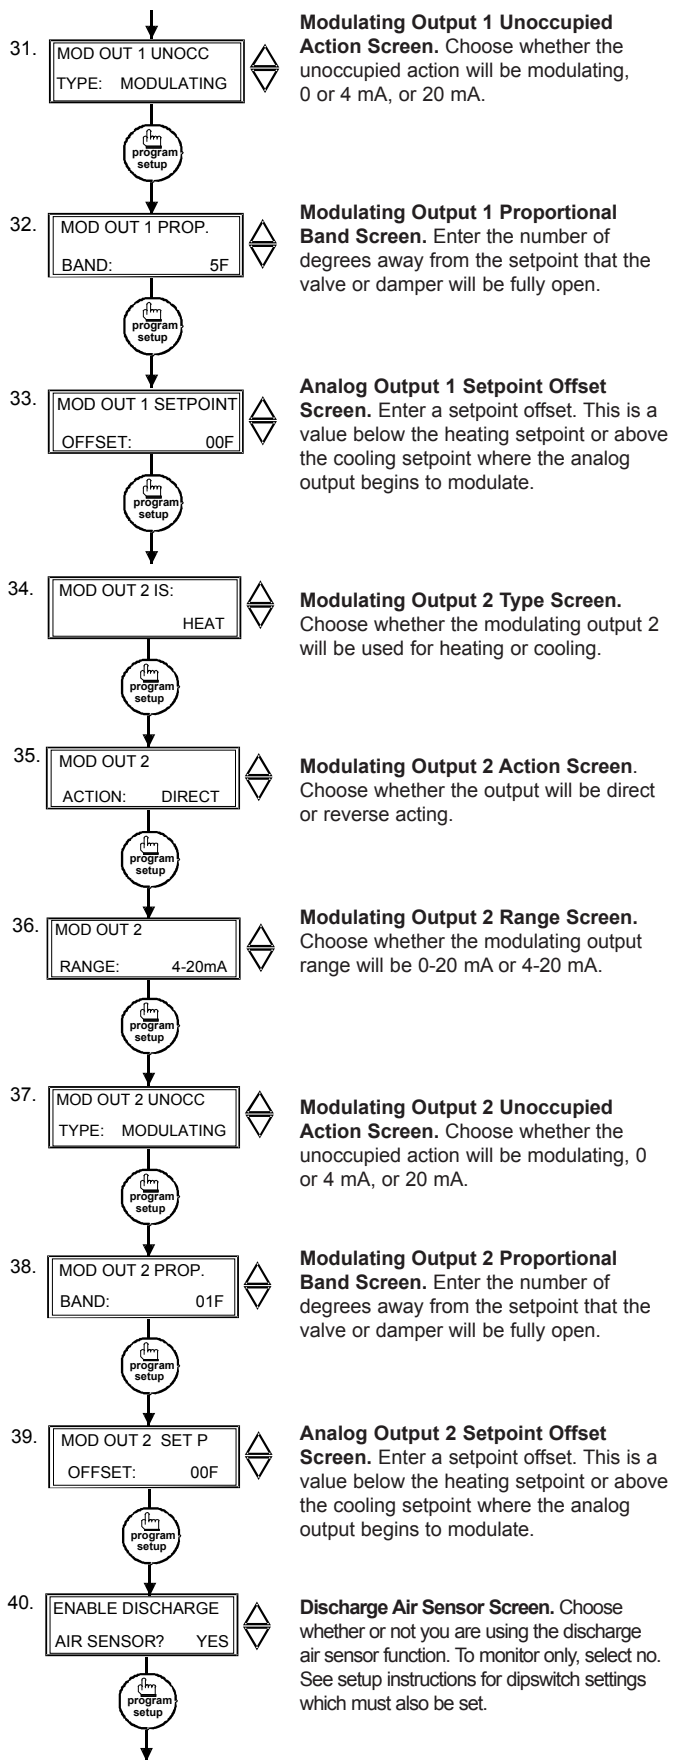 31.
MOD OUT 1 UNOCC
TYPE: MODULATING
Modulating Output 1 Unoccupied
Action Screen. Choose whether the
unoccupied action will be modulating,
0 or 4 mA, or 20 mA.
program
setup
32.
MOD OUT 1 PROP.
BAND: 5F
Modulating Output 1 Proportional
Band Screen. Enter the number of
degrees away from the setpoint that the
valve or damper will be fully open.
program
setup
33.
MOD OUT 1 SETPOINT
OFFSET: 00F
Analog Output 1 Setpoint Offset
Screen. Enter a setpoint offset. This is a
value below the heating setpoint or above
the cooling setpoint where the analog
output begins to modulate.
program
setup
34.
MOD OUT 2 IS:
HEAT
Modulating Output 2 Type Screen.
Choose whether the modulating output 2
will be used for heating or cooling.
program
setup
35.
MOD OUT 2
ACTION: DIRECT
Modulating Output 2 Action Screen.
Choose whether the output will be direct
or reverse acting.
program
setup
36.
MOD OUT 2
RANGE: 4-20mA
Modulating Output 2 Range Screen.
Choose whether the modulating output
range will be 0-20 mA or 4-20 mA.
program
setup
37.
MOD OUT 2 UNOCC
TYPE: MODULATING
Modulating Output 2 Unoccupied
Action Screen. Choose whether the
unoccupied action will be modulating, 0
or 4 mA, or 20 mA.
program
setup
38.
MOD OUT 2 PROP.
BAND: 01F
Modulating Output 2 Proportional
Band Screen. Enter the number of
degrees away from the setpoint that the
valve or damper will be fully open.
program
setup
39.
MOD OUT 2 SET P
OFFSET: 00F
Analog Output 2 Setpoint Offset
Screen. Enter a setpoint offset. This is a
value below the heating setpoint or above
the cooling setpoint where the analog
output begins to modulate.
program
setup
40.
ENABLE DISCHARGE
AIR SENSOR? YES
Discharge Air Sensor Screen. Choose
whether or not you are using the discharge
air sensor function. To monitor only, select no.
See setup instructions for dipswitch settings
which must also be set.
program
setup